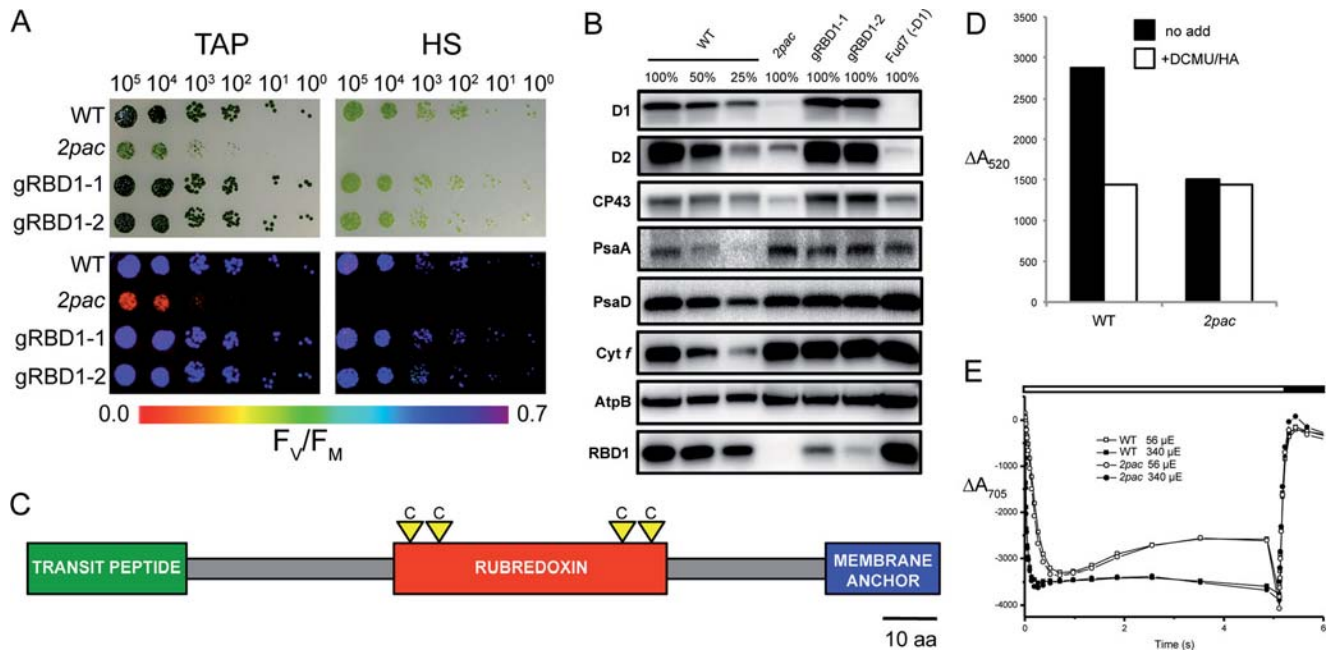 A
TAP HS
10⁵ 10⁴ 10³ 10² 10¹ 10⁰ 10⁵ 10⁴ 10³ 10² 10¹ 10⁰
WT
2pac
gRBD1-1
gRBD1-2
WT
2pac
gRBD1-1
gRBD1-2
0.0 0.7
F_V/F_M
B
WT 2pac gRBD1-1 gRBD1-2 Fud7 (-D1)
100% 50% 25% 100% 100% 100% 100%
D1
D2
CP43
PsaA
PsaD
Cyt f
AtpB
RBD1
C
C C C C
TRANSIT PEPTIDE RUBREDOXIN MEMBRANE ANCHOR
10 aa
D
no add
+DCMU/HA
3500
3000
2500
2000
1500
1000
500
0
ΔA₅₂₀
WT 2pac
E
WT 56 µE
WT 340 µE
2pac 56 µE
2pac 340 µE
0
-1000
-2000
-3000
-4000
ΔA₇₀₅
0 2 4 6
Time (s)